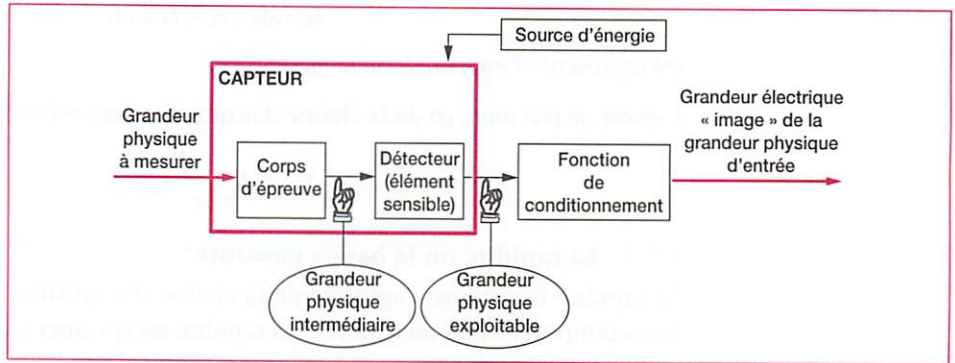 Source d'énergie
CAPTEUR
Grandeur
physique
à mesurer
Corps
d'épreuve
Détecteur
(élément
sensible)
Fonction
de
conditionnement
Grandeur électrique
« image » de la
grandeur physique
d'entrée
Grandeur
physique
intermédiaire
Grandeur
physique
exploitable